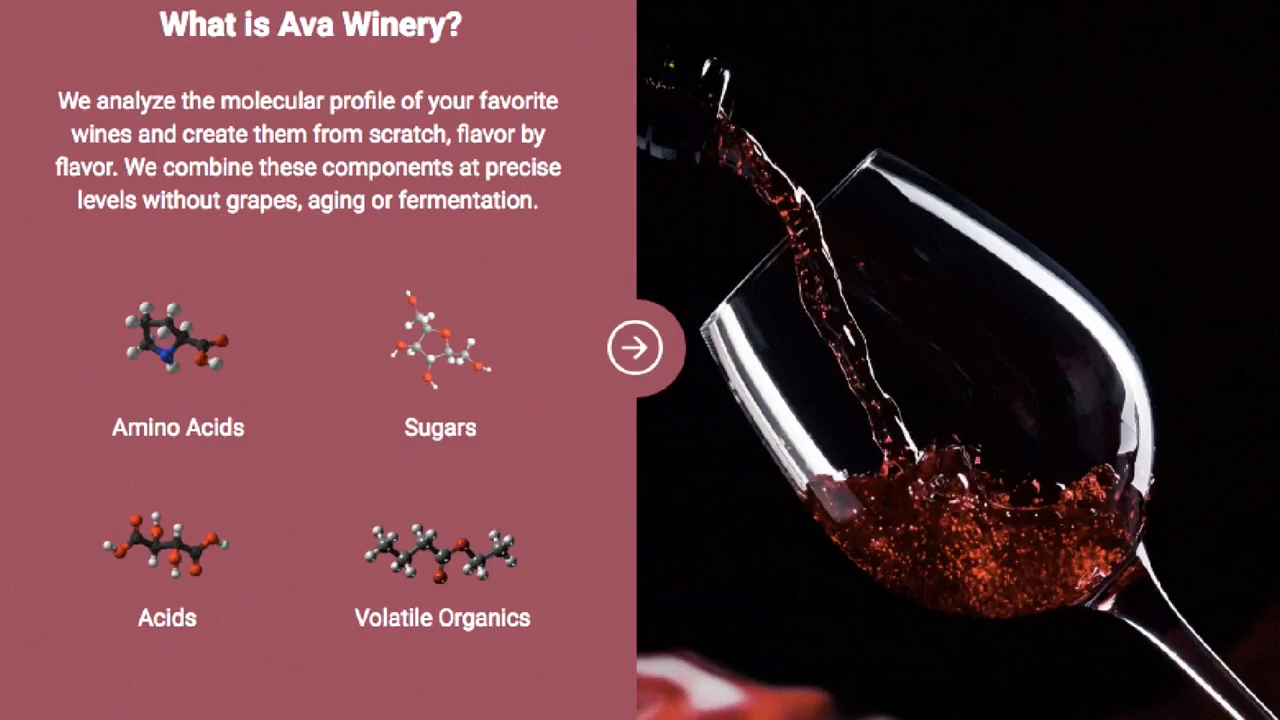 What is Ava Winery?
We analyze the molecular profile of your favorite
wines and create them from scratch, flavor by
flavor. We combine these components at precise
levels without grapes, aging or fermentation.
Amino Acids
Sugars
Acids
Volatile Organics